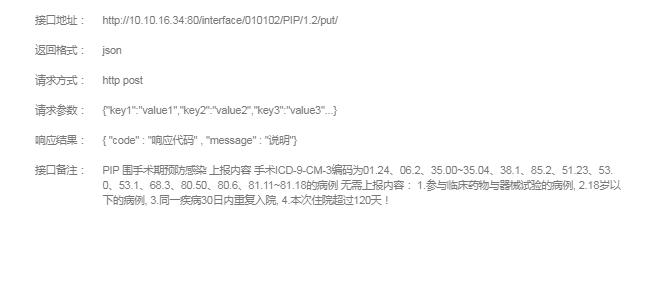 接口地址： http://10.10.16.34:80/interface/010102/PIP/1.2/put/
返回格式： json
请求方式： http post
请求参数： {"key1":"value1","key2":"value2","key3":"value3"...}
响应结果： { "code" : "响应代码" , "message" : "说明"}
接口备注： PIP 围手术期预防感染 上报内容 手术ICD-9-CM-3编码为01.24、06.2、35.00~35.04、38.1、85.2、51.23、53.
0、53.1、68.3、80.50、80.6、81.11~81.18的病例 无需上报内容： 1.参与临床药物与器械试验的病例, 2.18岁以
下的病例, 3.同一疾病30日内重复入院, 4.本次住院超过120天！